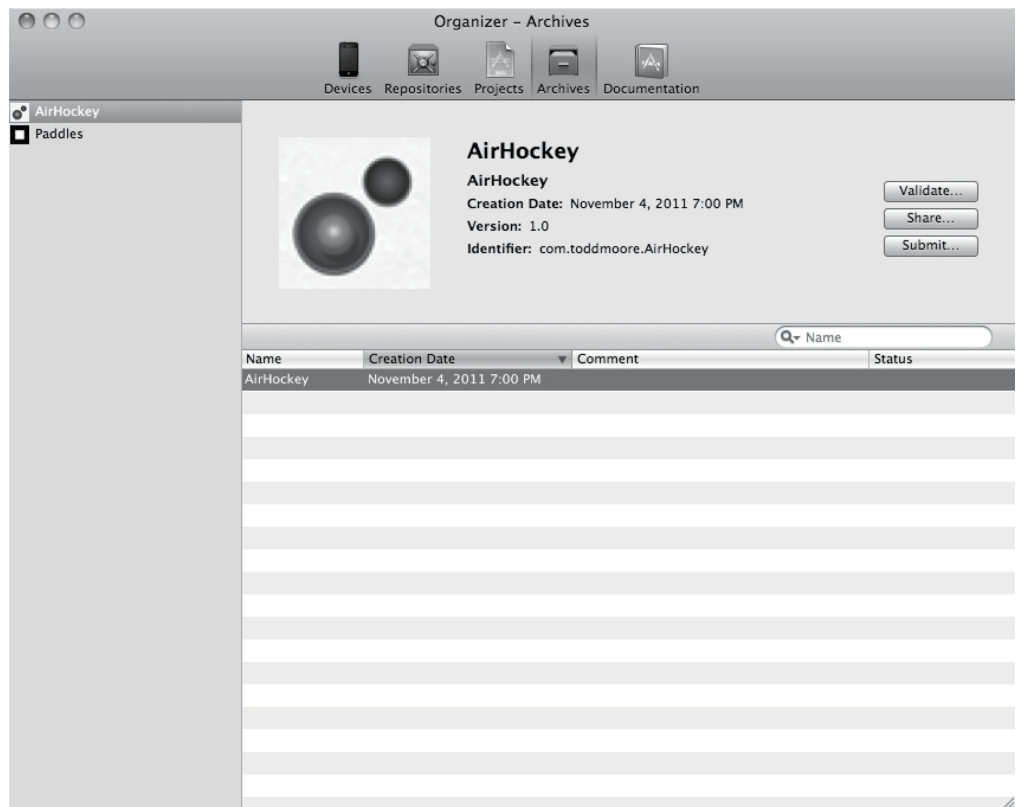 Organizer – Archives
Devices Repositories Projects Archives Documentation
AirHockey
Paddles
AirHockey
AirHockey
Creation Date: November 4, 2011 7:00 PM
Version: 1.0
Identifier: com.toddmoore.AirHockey
Validate...
Share...
Submit...
Name
Name Creation Date Comment Status
AirHockey November 4, 2011 7:00 PM